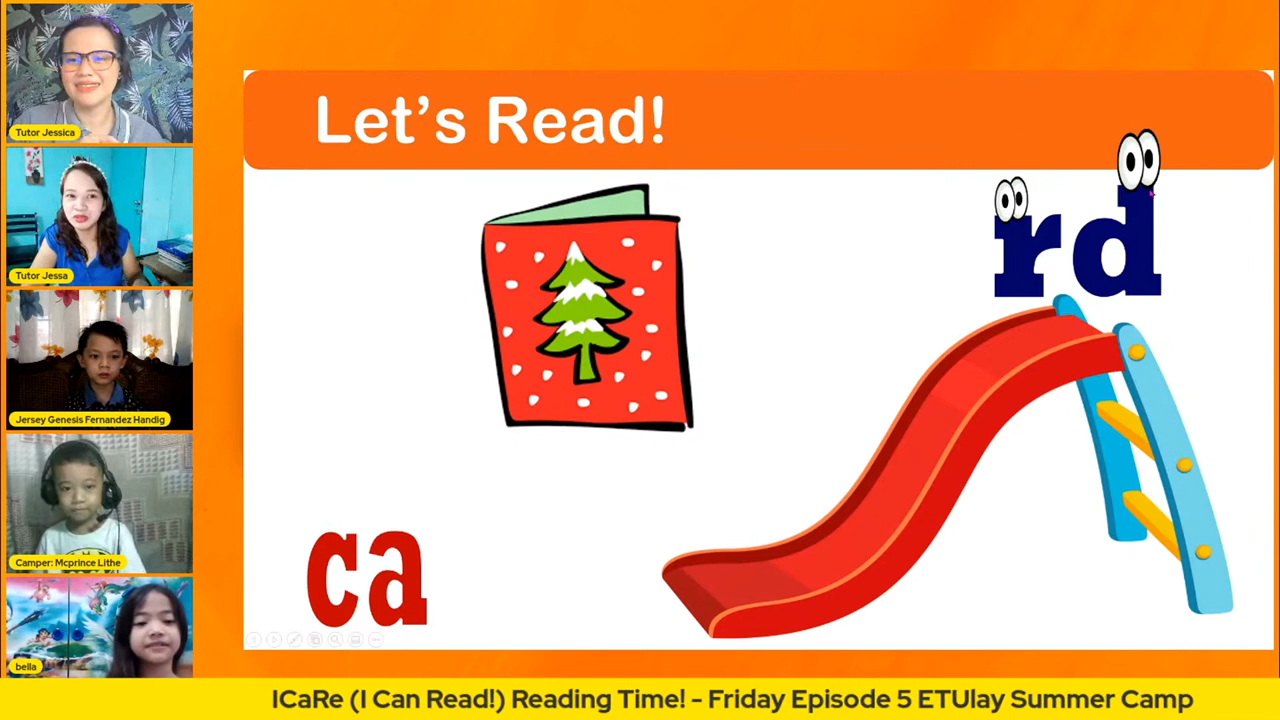 Tutor Jessica
Tutor Jessa
Jersey Genesis Fernandez Handig
Camper: Mcprince Lithe
bella
Let's Read!
rd
ca
ICaRe (I Can Read!) Reading Time! - Friday Episode 5 ETUlay Summer Camp